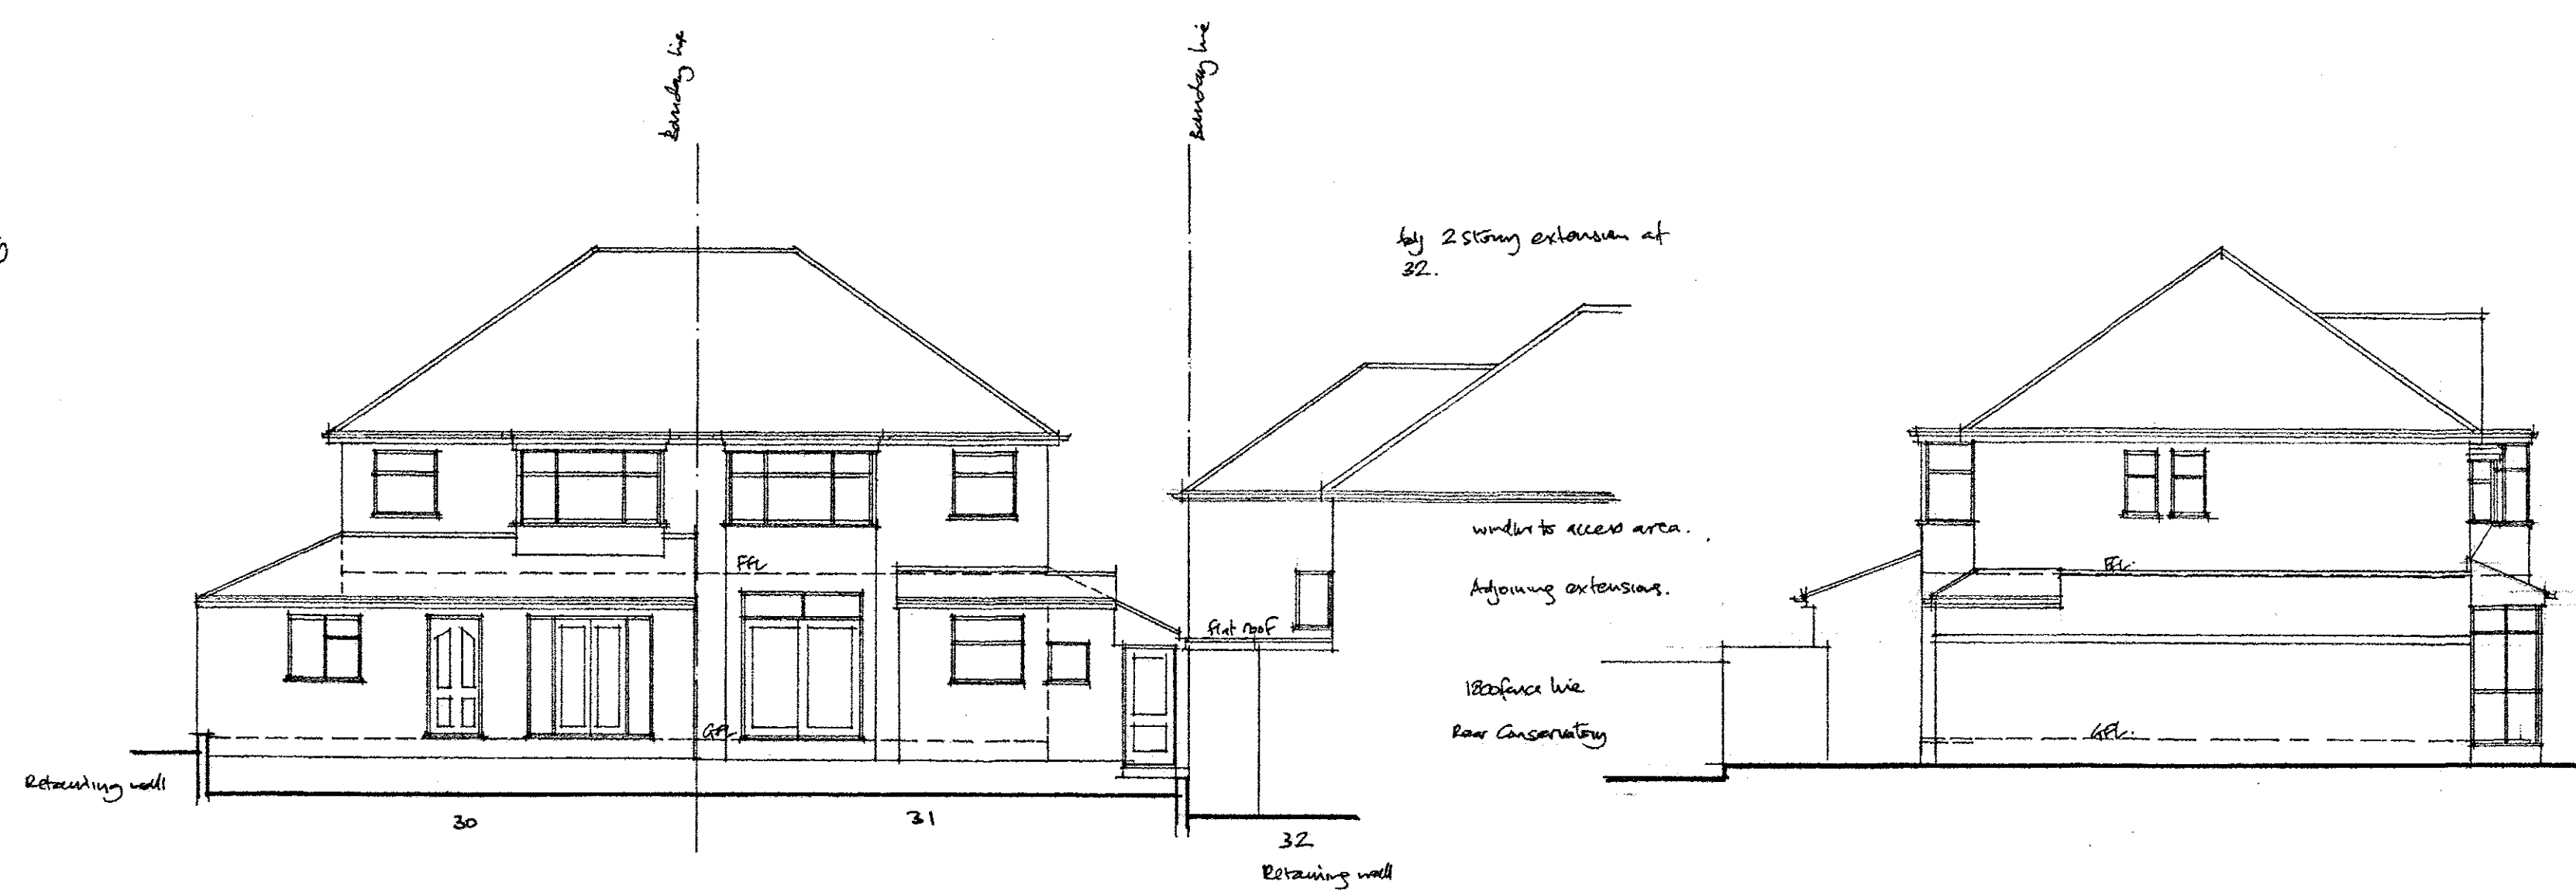 Boundary line
Boundary line
2 storey extension at
32.
window to access area.
Adjoining extensions.
FFL
flat roof
1800 fence line
Rear Conservatory
GFL
Retaining wall
30
31
32
Retaining wall
FFL.
GFL.